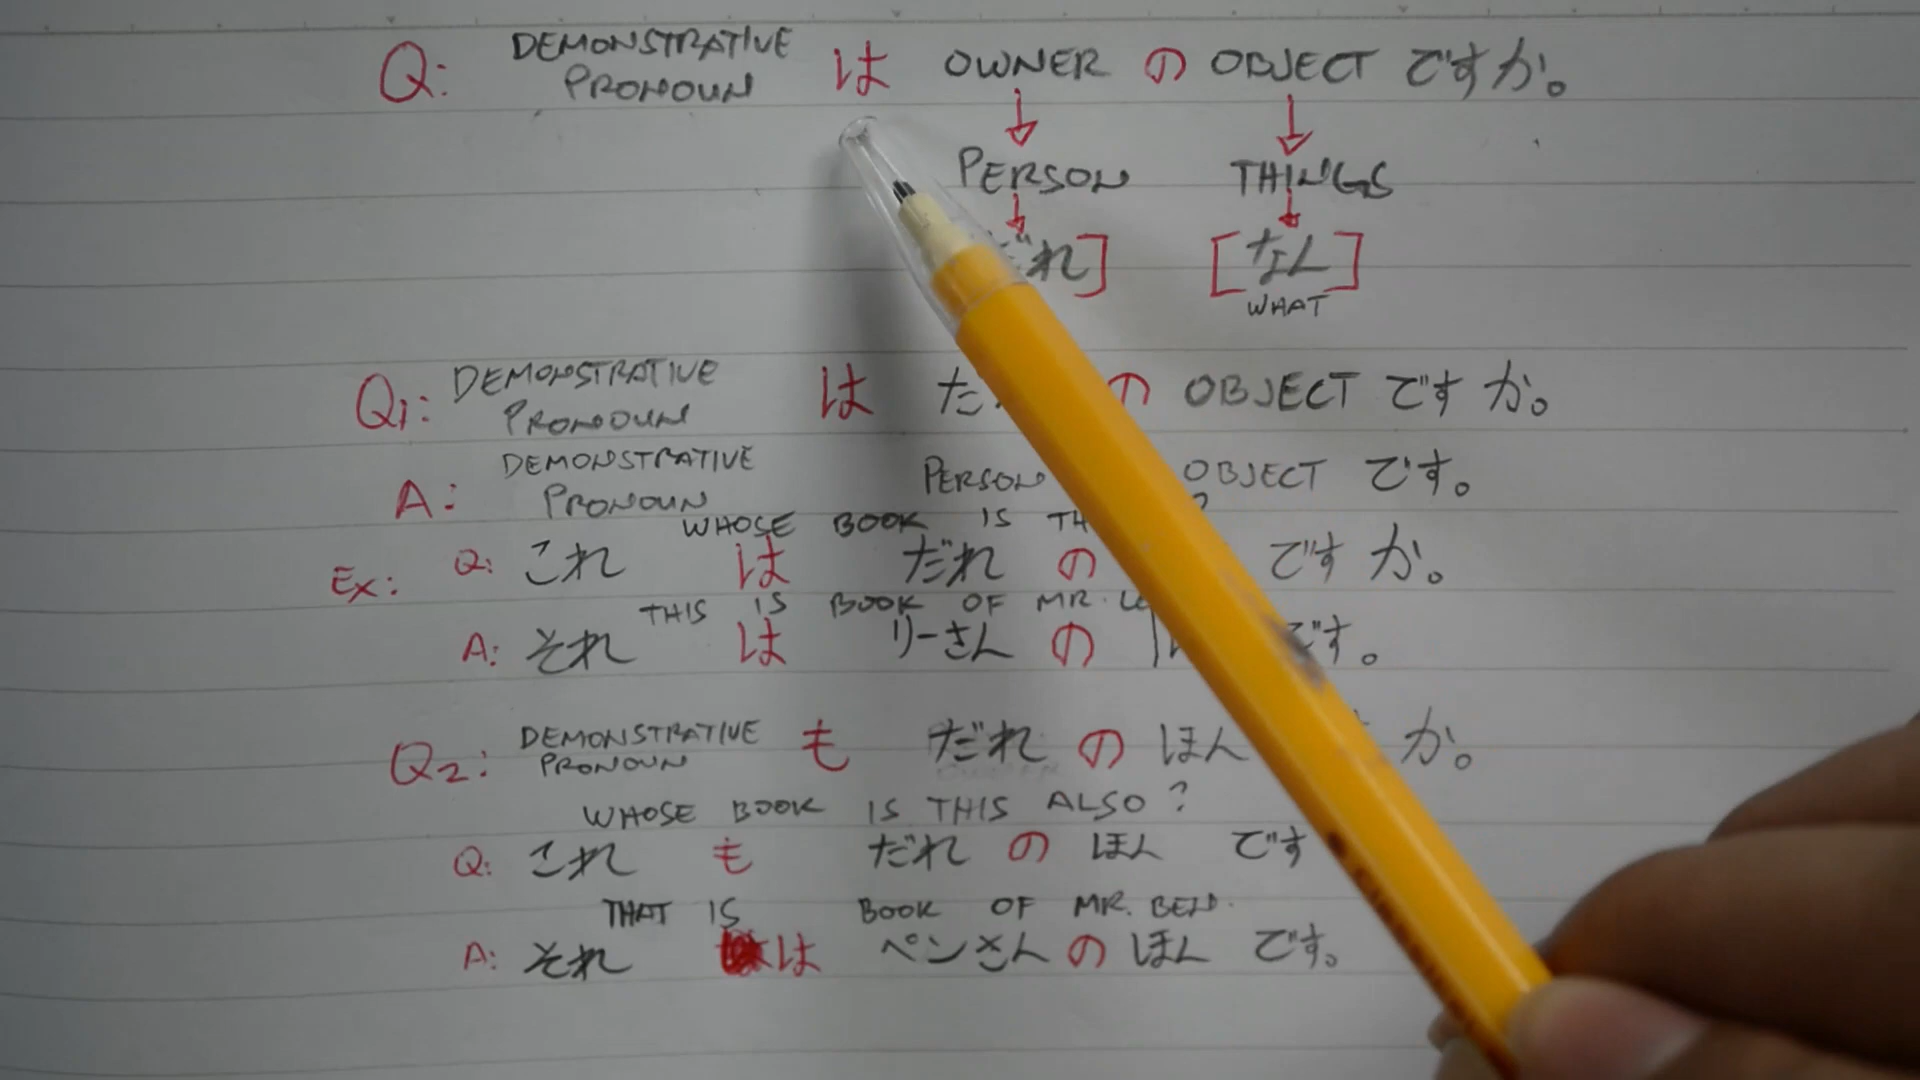 Q: DEMONSTRATIVE PRONOUN は OWNER の OBJECT ですか。
PERSON THINGS
れ] [なん]
WHAT
Q1: DEMONSTRATIVE PRONOUN は の OBJECT ですか。
A: DEMONSTRATIVE PRONOUN PERSON OBJECT です。
WHOSE BOOK IS ?
Ex: Q: これ は だれ の ですか。
THIS IS BOOK OF MR.
A: それ は リーさん の です。
Q2: DEMONSTRATIVE PRONOUN も だれ の ほん か。
WHOSE BOOK IS THIS ALSO?
Q: これ も だれ の ほん です
THAT IS BOOK OF MR.
A: それ は ペンさん の ほん です。